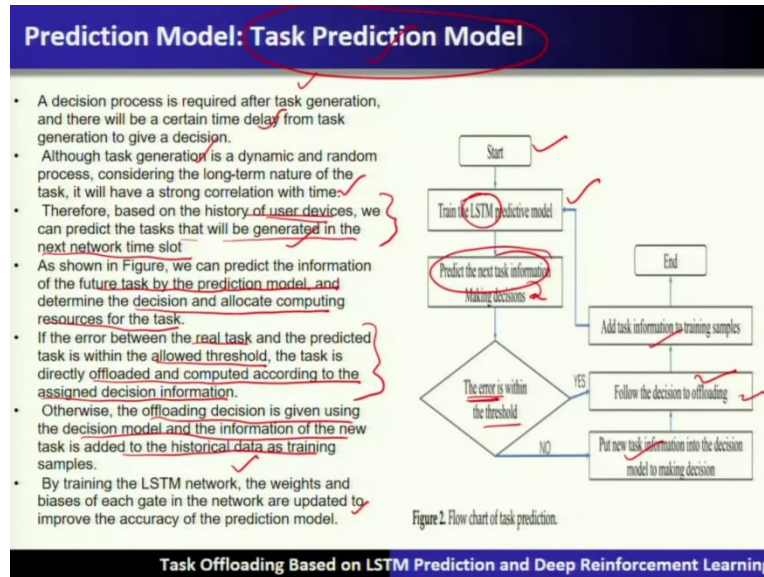 Prediction Model: Task Prediction Model
• A decision process is required after task generation,
and there will be a certain time delay from task
generation to give a decision.
• Although task generation is a dynamic and random
process, considering the long-term nature of the
task, it will have a strong correlation with time.
• Therefore, based on the history of user devices, we
can predict the tasks that will be generated in the
next network time slot
• As shown in Figure, we can predict the information
of the future task by the prediction model, and
determine the decision and allocate computing
resources for the task.
• If the error between the real task and the predicted
task is within the allowed threshold, the task is
directly offloaded and computed according to the
assigned decision information.
• Otherwise, the offloading decision is given using
the decision model and the information of the new
task is added to the historical data as training
samples.
• By training the LSTM network, the weights and
biases of each gate in the network are updated to
improve the accuracy of the prediction model.
Start
Train the LSTM predictive model
Predict the next task information
Making decisions
The error is within
the threshold
YES
NO
End
Add task information to training samples
Follow the decision to offloading
Put new task information into the decision
model to making decision
Figure 2. Flow chart of task prediction.
Task Offloading Based on LSTM Prediction and Deep Reinforcement Learning